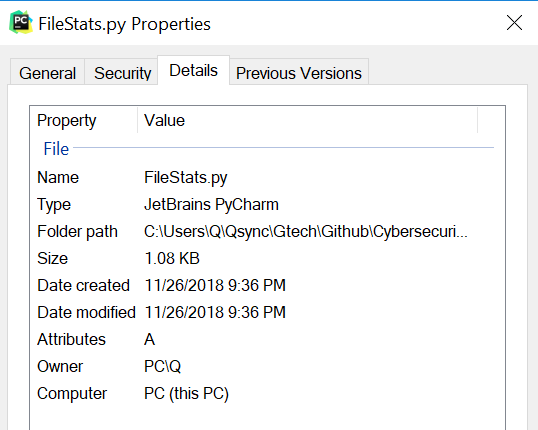 PC FileStats.py Properties
General Security Details Previous Versions
Property Value
File
Name FileStats.py
Type JetBrains PyCharm
Folder path C:\Users\Q\Qsync\Gtech\Github\Cybersecuri...
Size 1.08 KB
Date created 11/26/2018 9:36 PM
Date modified 11/26/2018 9:36 PM
Attributes A
Owner PC\Q
Computer PC (this PC)